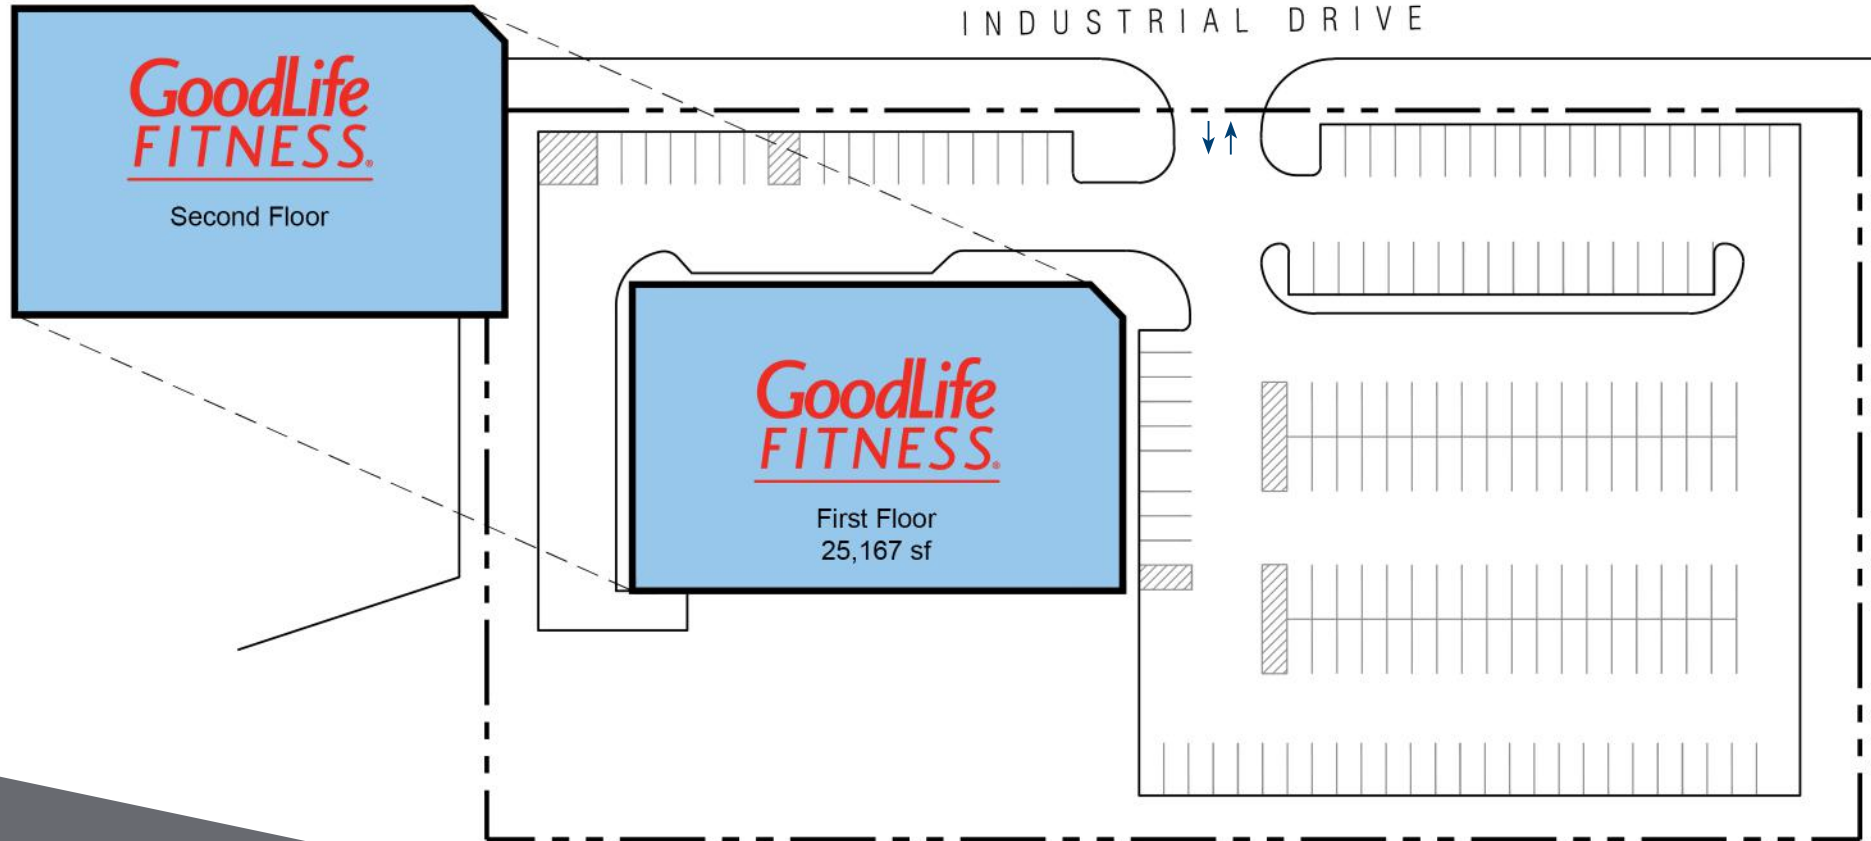 INDUSTRIAL DRIVE
GoodLife
FITNESS®
Second Floor
GoodLife
FITNESS®
First Floor
25,167 sf